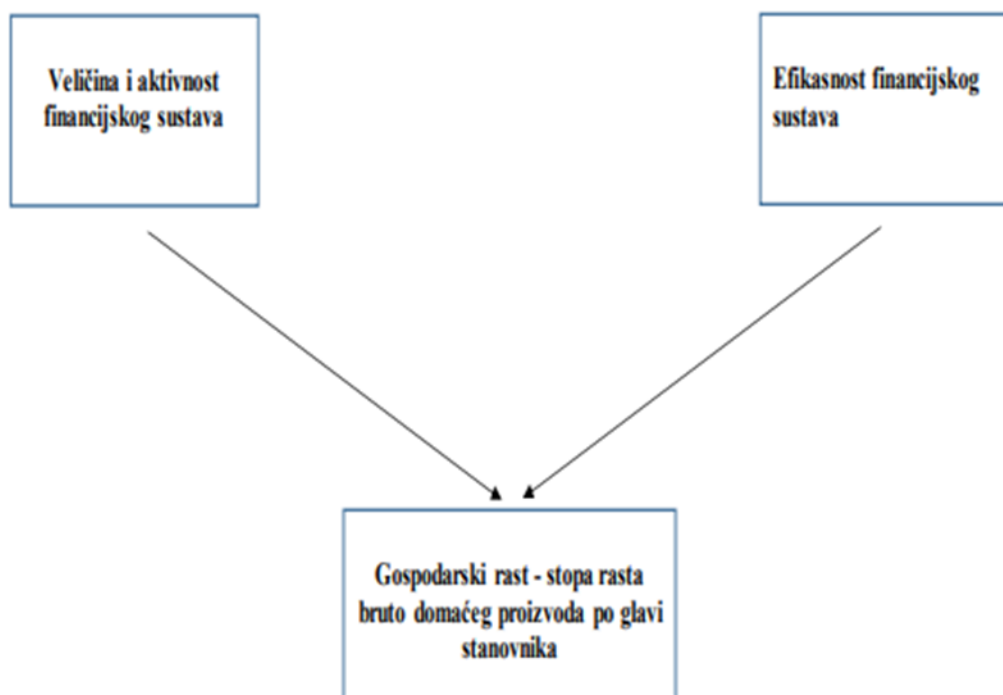 Veličina i aktivnost
financijskog sustava
Efikasnost financijskog
sustava
Gospodarski rast - stopa rasta
bruto domaćeg proizvoda po glavi
stanovnika